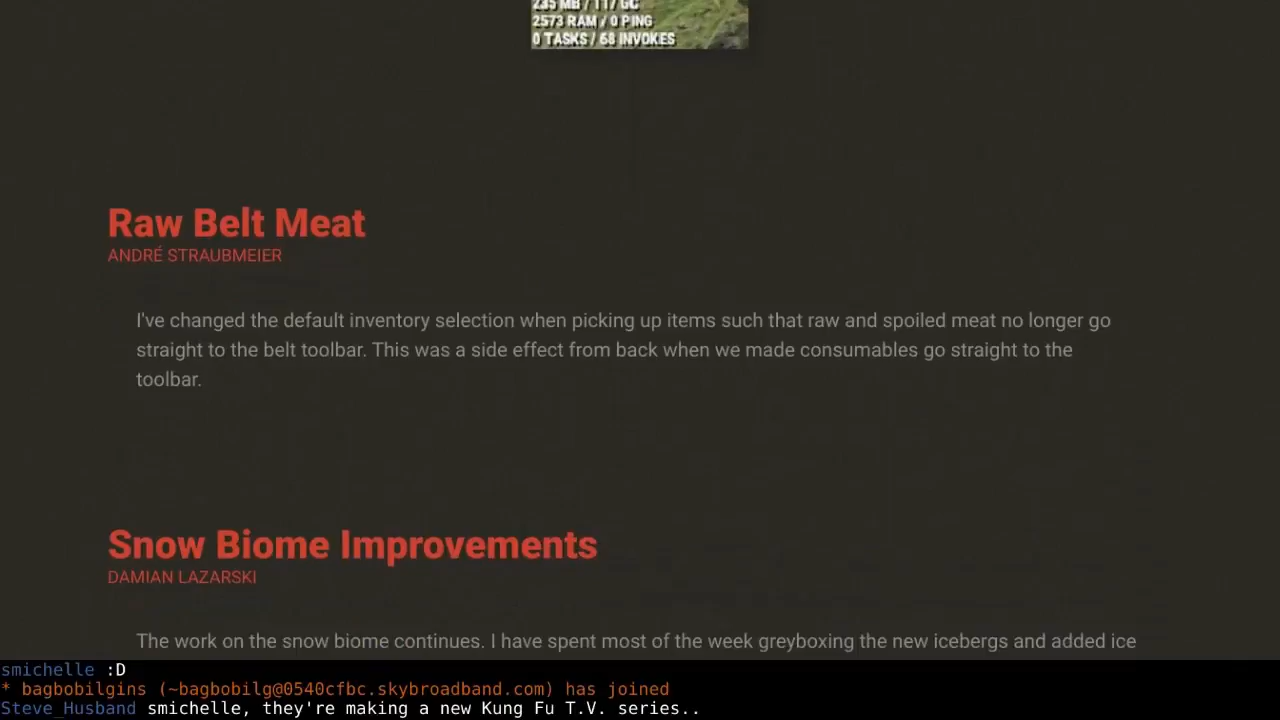 235 MB / 117 GC
2573 RAM / 0 PING
0 TASKS / 68 INVOKES
Raw Belt Meat
ANDRÉ STRAUBMEIER
I've changed the default inventory selection when picking up items such that raw and spoiled meat no longer go
straight to the belt toolbar. This was a side effect from back when we made consumables go straight to the
toolbar.
Snow Biome Improvements
DAMIAN LAZARSKI
The work on the snow biome continues. I have spent most of the week greyboxing the new icebergs and added ice
smichelle :D
* bagbobilgins (~bagbobilg@0540cfbc.skybroadband.com) has joined
Steve_Husband smichelle, they're making a new Kung Fu T.V. series..